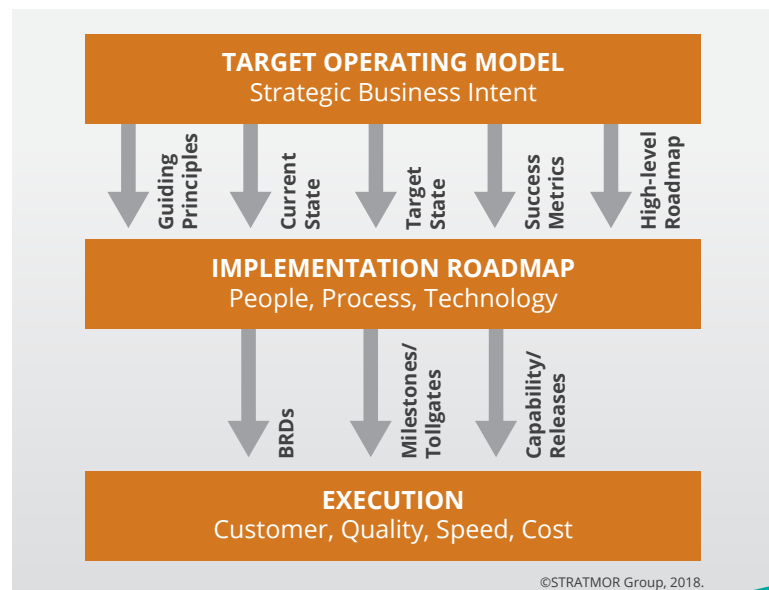 TARGET OPERATING MODEL
Strategic Business Intent
Guiding
Principles
Current
State
Target
State
Success
Metrics
High-level
Roadmap
IMPLEMENTATION ROADMAP
People, Process, Technology
BRDs
Milestones/
Tollgates
Capability/
Releases
EXECUTION
Customer, Quality, Speed, Cost
©STRATMOR Group, 2018.